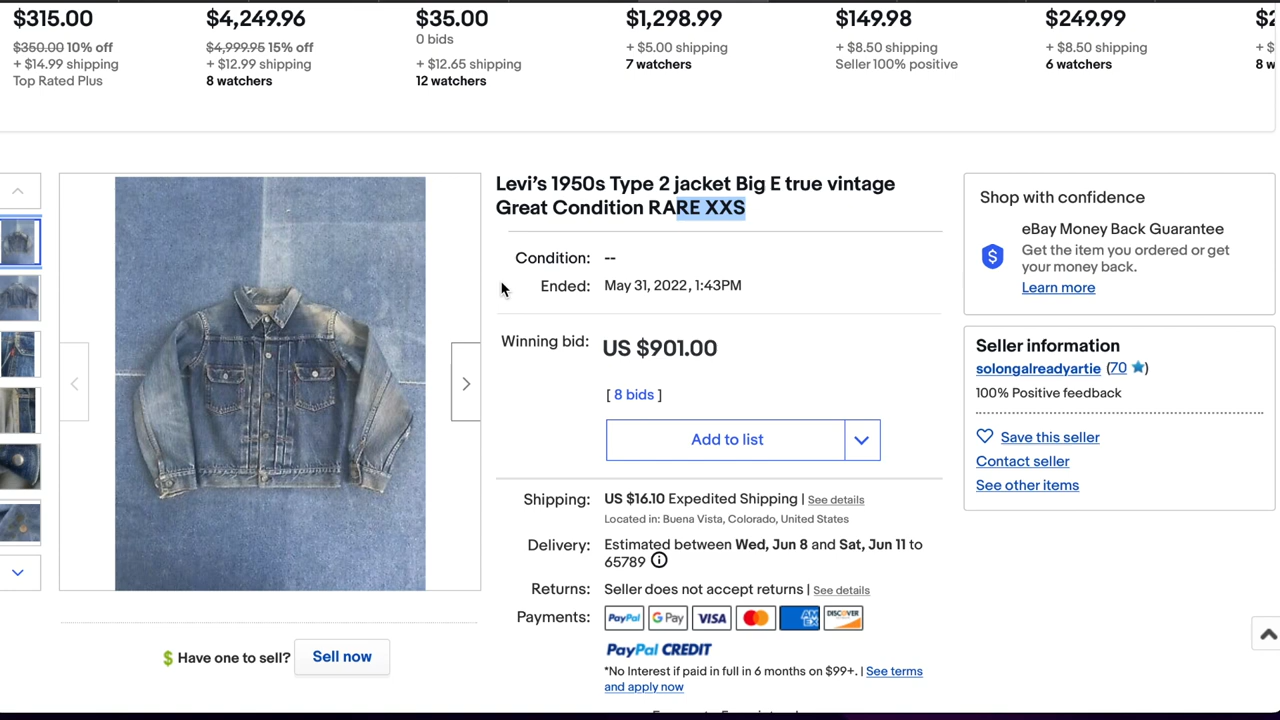 $315.00
$350.00 10% off
+ $14.99 shipping
Top Rated Plus
$4,249.96
$4,999.95 15% off
+ $12.99 shipping
8 watchers
$35.00
0 bids
+ $12.65 shipping
12 watchers
$1,298.99
+ $5.00 shipping
7 watchers
$149.98
+ $8.50 shipping
Seller 100% positive
$249.99
+ $8.50 shipping
6 watchers
+ $
8 w
Levi's 1950s Type 2 jacket Big E true vintage
Great Condition RARE XXS
Condition: --
Ended: May 31, 2022, 1:43PM
Winning bid: US $901.00
[ 8 bids ]
Add to list
Shipping: US $16.10 Expedited Shipping | See details
Located in: Buena Vista, Colorado, United States
Delivery: Estimated between Wed, Jun 8 and Sat, Jun 11 to
65789
Returns: Seller does not accept returns | See details
Payments: PayPal G Pay VISA mastercard AM EX DISCOVER
PayPal CREDIT
*No Interest if paid in full in 6 months on $99+. | See terms
and apply now
Have one to sell? Sell now
Shop with confidence
eBay Money Back Guarantee
Get the item you ordered or get
your money back.
Learn more
Seller information
solongalreadyartie (70)
100% Positive feedback
Save this seller
Contact seller
See other items